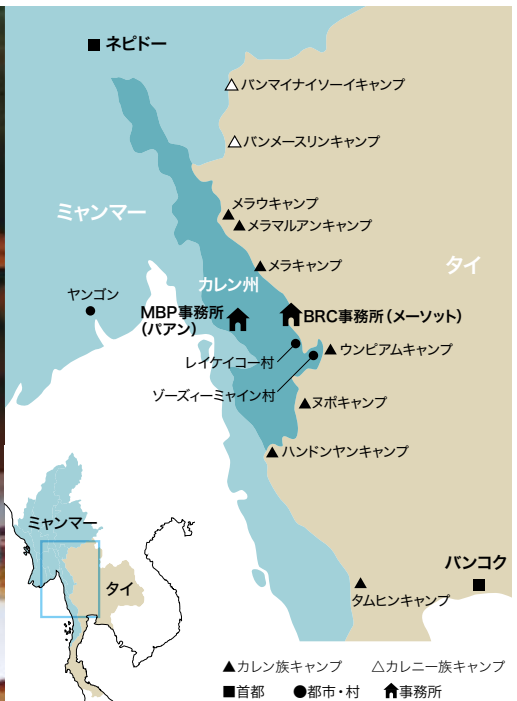 ■ネピドー
△バンマイナイソーイキャンプ
△バンメースリンキャンプ
ミャンマー
▲メラウキャンプ
▲メラマルアンキャンプ
タイ
▲メラキャンプ
カレン州
ヤンゴン
MBP事務所
(パアン)
BRC事務所(メーソット)
レイケイコー村
▲ウンピアムキャンプ
ゾーズィーミャイン村
▲ヌポキャンプ
▲ハンドンヤンキャンプ
バンコク
▲タムヒンキャンプ
ミャンマー
タイ
▲カレン族キャンプ △カレニー族キャンプ
■首都 ●都市・村 事務所